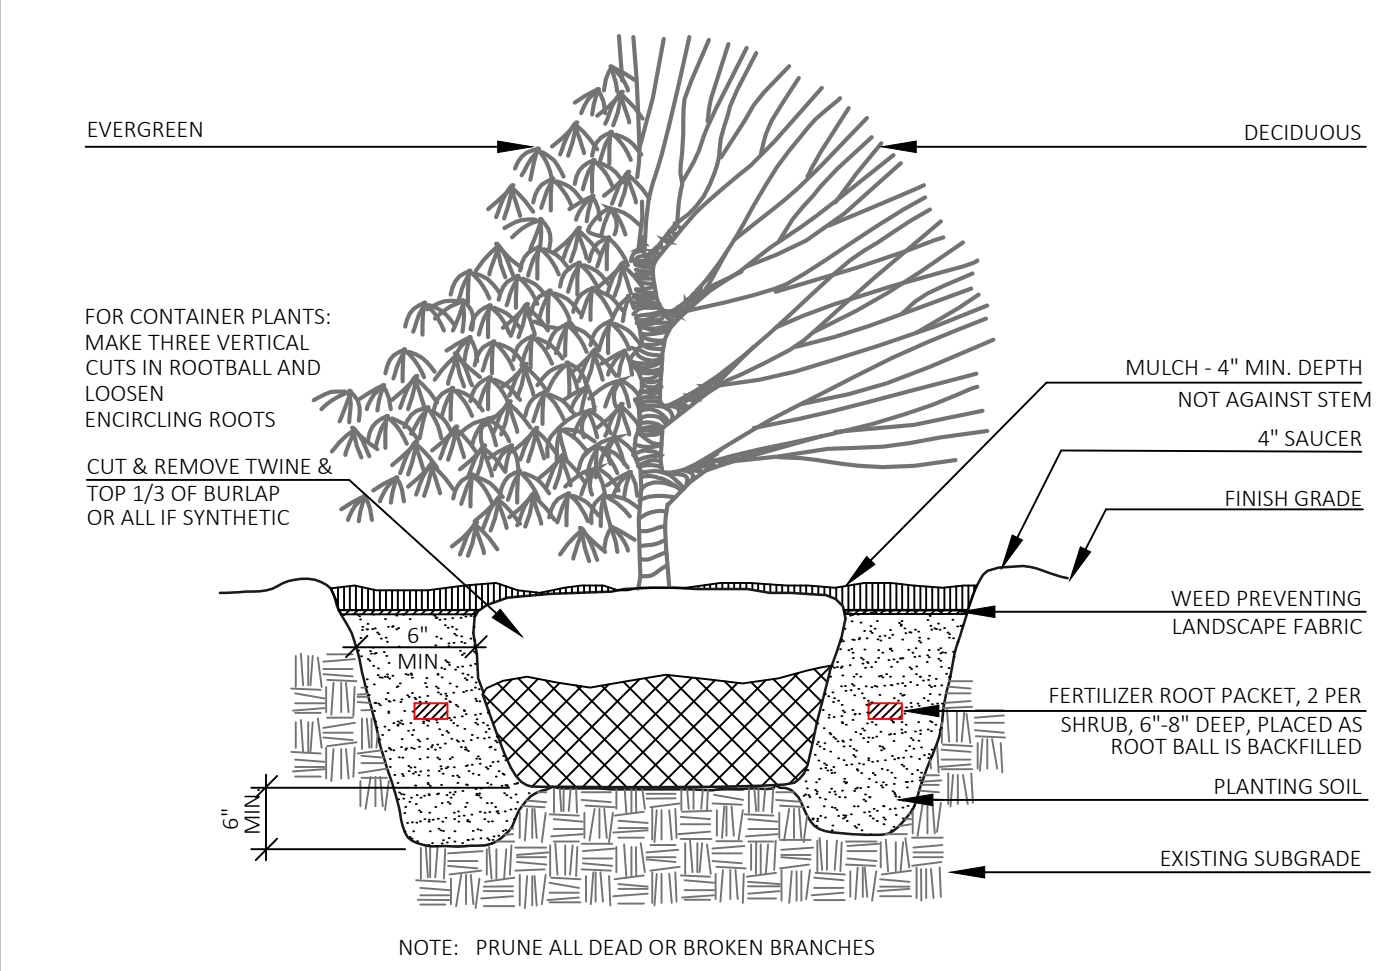 EVERGREEN
DECIDUOUS
FOR CONTAINER PLANTS:
MAKE THREE VERTICAL
CUTS IN ROOTBALL AND
LOOSEN
ENCIRCLING ROOTS
CUT & REMOVE TWINE &
TOP 1/3 OF BURLAP
OR ALL IF SYNTHETIC
MULCH - 4" MIN. DEPTH
NOT AGAINST STEM
4" SAUCER
FINISH GRADE
WEED PREVENTING
LANDSCAPE FABRIC
6"
MIN.
FERTILIZER ROOT PACKET, 2 PER
SHRUB, 6"-8" DEEP, PLACED AS
ROOT BALL IS BACKFILLED
PLANTING SOIL
6"
MIN.
EXISTING SUBGRADE
NOTE: PRUNE ALL DEAD OR BROKEN BRANCHES